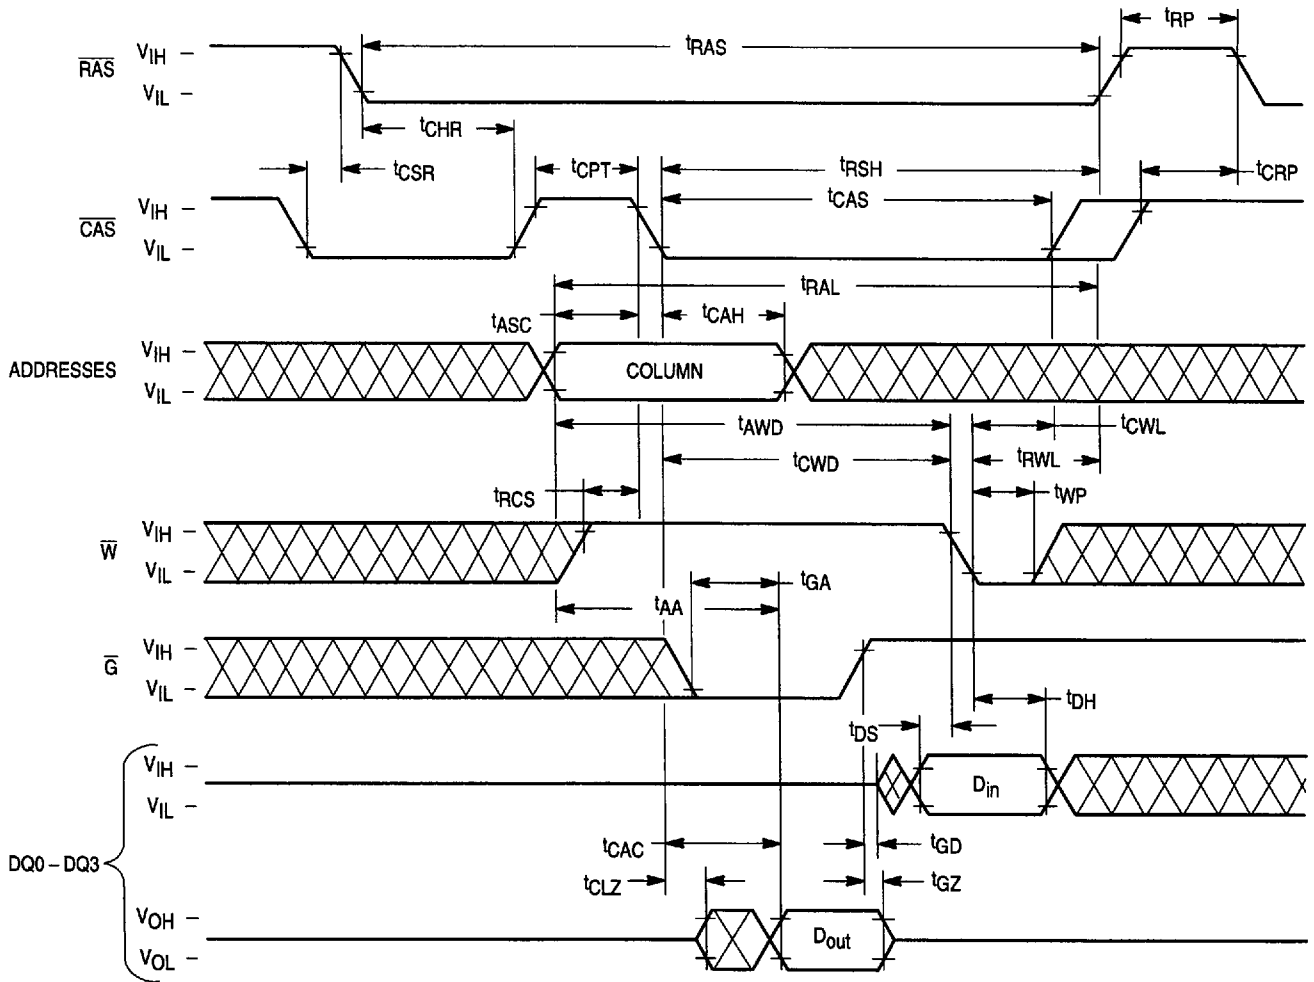 tRP
RAS VIH – tRAS
VIL –
tCHR
tCSR tCPT tRSH tCRP
tCAS
CAS VIH –
VIL –
tRAL
tASC tCAH
ADDRESSES VIH – COLUMN
VIL –
tAWD tCWL
tCWD tRWL
tRCS tWP
W VIH –
VIL –
tGA
tAA
G VIH –
VIL –
tDH
tDS
VIH –
Din
VIL –
tCAC tGD
DQ0 – DQ3
tCLZ tGZ
VOH –
Dout
VOL –